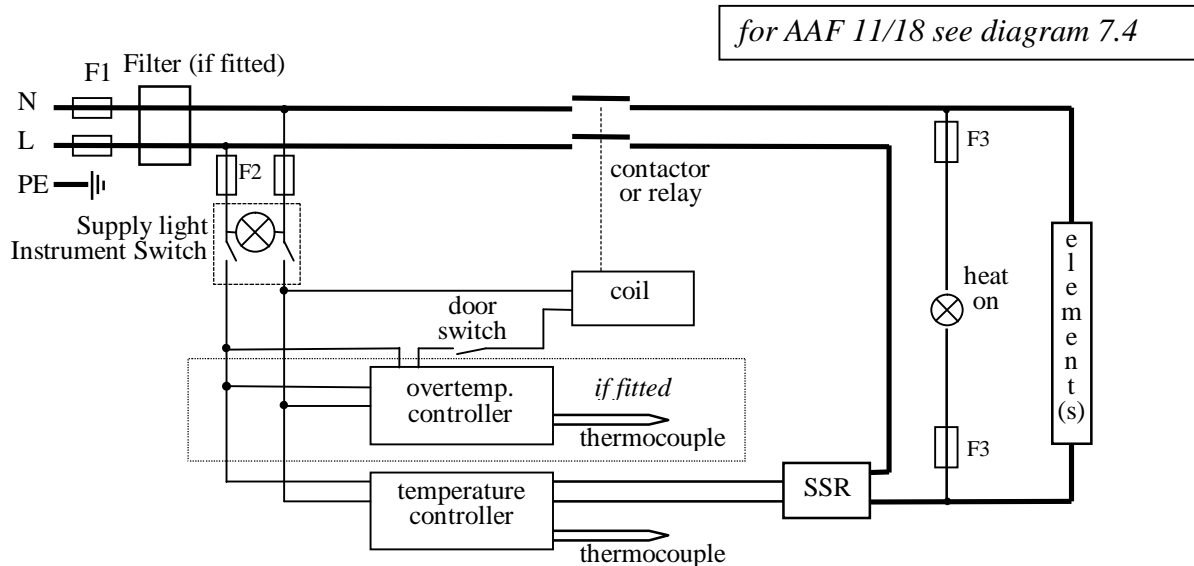 for AAF 11/18 see diagram 7.4
F1
Filter (if fitted)
N
L
PE
F2
F3
contactor
or relay
Supply light
Instrument Switch
coil
heat
on
element(s)
door
switch
overtemp.
controller
if fitted
thermocouple
F3
temperature
controller
SSR
thermocouple